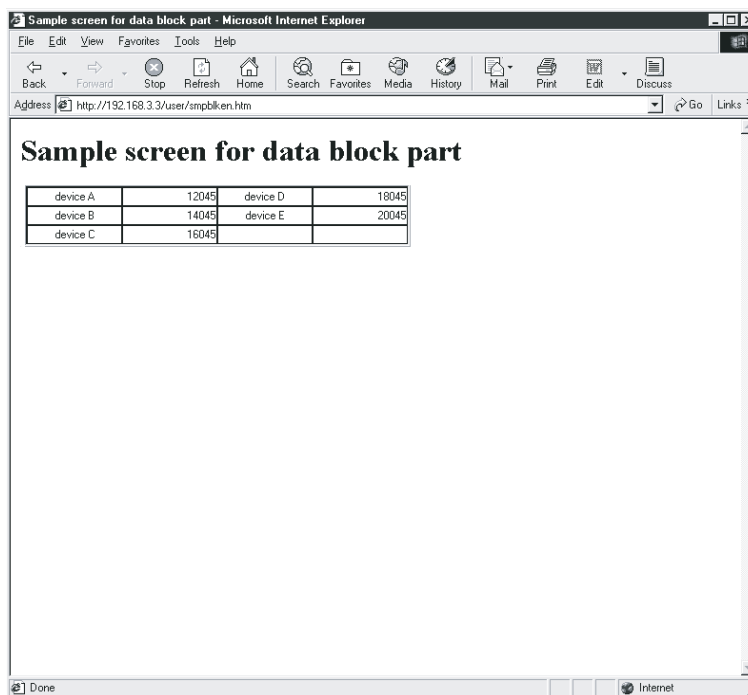 Sample screen for data block part - Microsoft Internet Explorer
File Edit View Favorites Tools Help
Back Forward Stop Refresh Home Search Favorites Media History Mail Print Edit Discuss
Address http://192.168.3.3/user/smpblken.htm Go Links
Sample screen for data block part
device A 12045 device D 18045
device B 14045 device E 20045
device C 16045
Done Internet